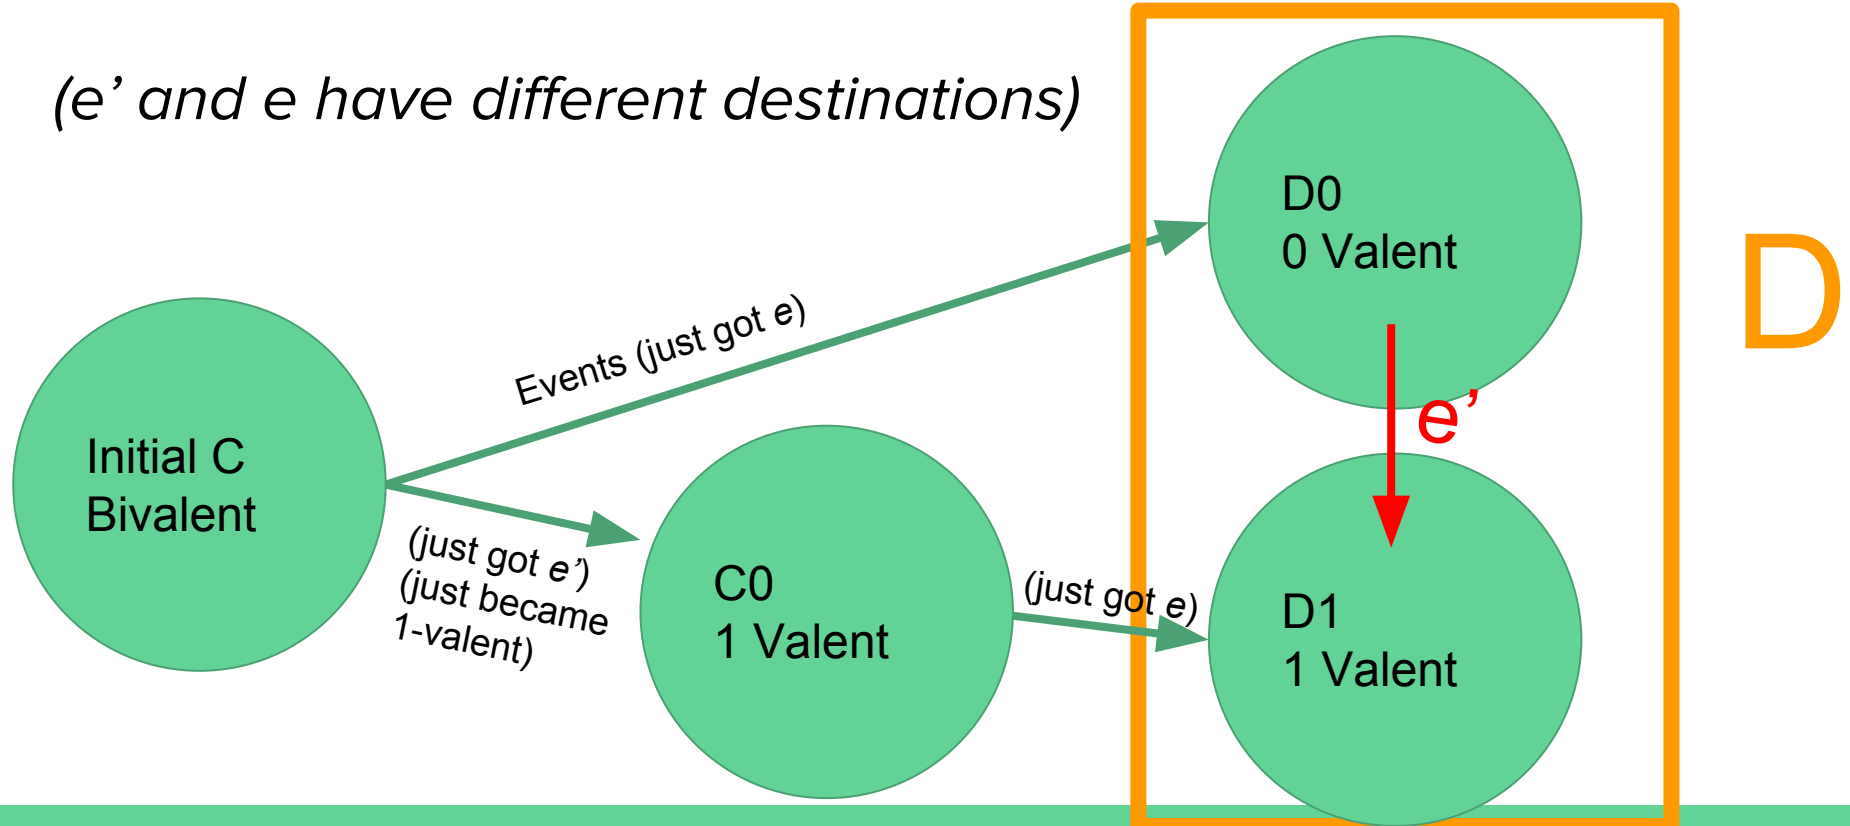 (e’ and e have different destinations)
D0
0 Valent
D
Events (just got e)
e’
Initial C
Bivalent
(just got e’)
(just became
1-valent)
C0
1 Valent
(just got e)
D1
1 Valent